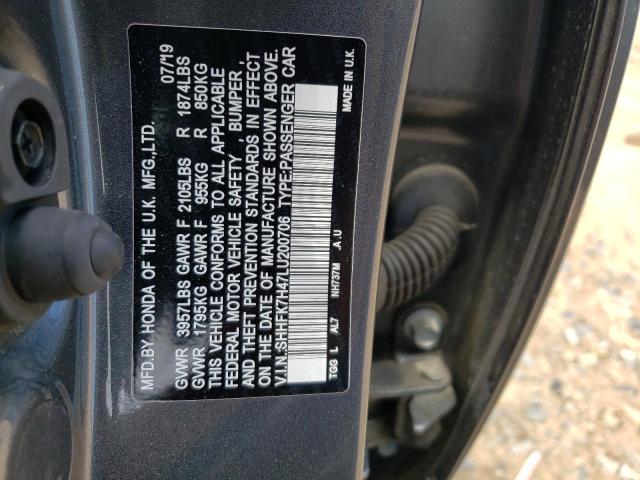 MFD.BY HONDA OF THE U.K. MFG.,LTD. 07/19
GVWR 3957LBS GAWR F 2105LBS R 1874LBS
GVWR 1795KG GAWR F 955KG R 850KG
THIS VEHICLE CONFORMS TO ALL APPLICABLE
FEDERAL MOTOR VEHICLE SAFETY , BUMPER ,
AND THEFT PREVENTION STANDARDS IN EFFECT
ON THE DATE OF MANUFACTURE SHOWN ABOVE.
V.I.N.:SHHFK7H47LU200706 TYPE:PASSENGER CAR
TGG L AL7 NH737M .A .U MADE IN U.K.